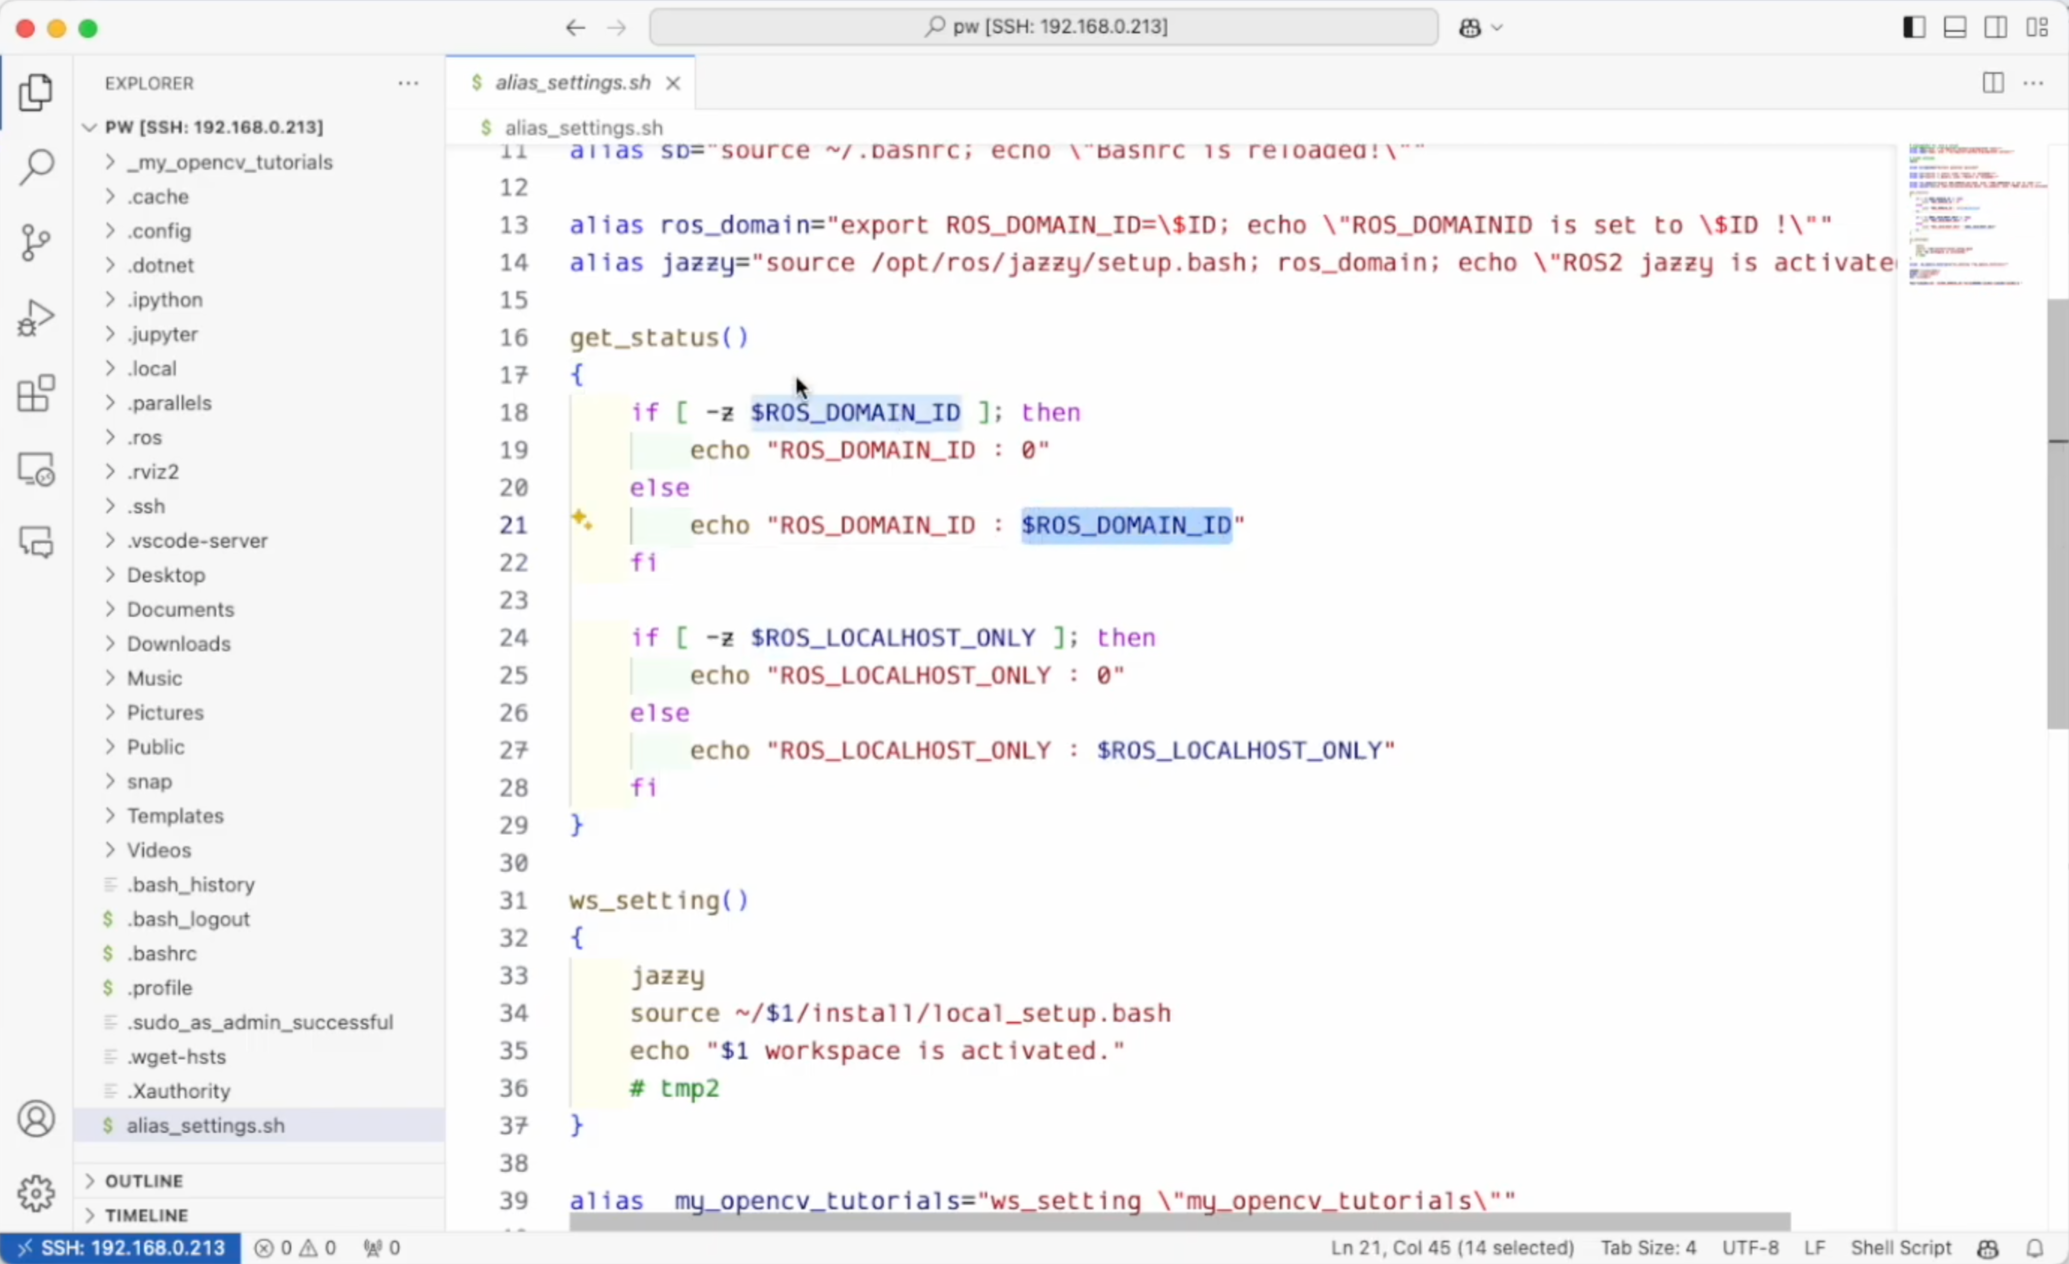 pw [SSH: 192.168.0.213]
EXPLORER
PW [SSH: 192.168.0.213]
_my_opencv_tutorials
.cache
.config
.dotnet
.ipython
.jupyter
.local
.parallels
.ros
.rviz2
.ssh
.vscode-server
Desktop
Documents
Downloads
Music
Pictures
Public
snap
Templates
Videos
.bash_history
$ .bash_logout
$ .bashrc
$ .profile
.sudo_as_admin_successful
.wget-hsts
.Xauthority
$ alias_settings.sh
OUTLINE
TIMELINE
$ alias_settings.sh
$ alias_settings.sh
11 alias sb="source ~/.bashrc; echo \"Bashrc is reloaded!\""
12
13 alias ros_domain="export ROS_DOMAIN_ID=\$ID; echo \"ROS_DOMAINID is set to \$ID !\""
14 alias jazzy="source /opt/ros/jazzy/setup.bash; ros_domain; echo \"ROS2 jazzy is activate
15
16 get_status()
17 {
18 if [ -z $ROS_DOMAIN_ID ]; then
19 echo "ROS_DOMAIN_ID : 0"
20 else
21 echo "ROS_DOMAIN_ID : $ROS_DOMAIN_ID"
22 fi
23
24 if [ -z $ROS_LOCALHOST_ONLY ]; then
25 echo "ROS_LOCALHOST_ONLY : 0"
26 else
27 echo "ROS_LOCALHOST_ONLY : $ROS_LOCALHOST_ONLY"
28 fi
29 }
30
31 ws_setting()
32 {
33 jazzy
34 source ~/$1/install/local_setup.bash
35 echo "$1 workspace is activated."
36 # tmp2
37 }
38
39 alias _my_opencv_tutorials="ws_setting \"my_opencv_tutorials\""
SSH: 192.168.0.213 0 0 0 Ln 21, Col 45 (14 selected) Tab Size: 4 UTF-8 LF Shell Script